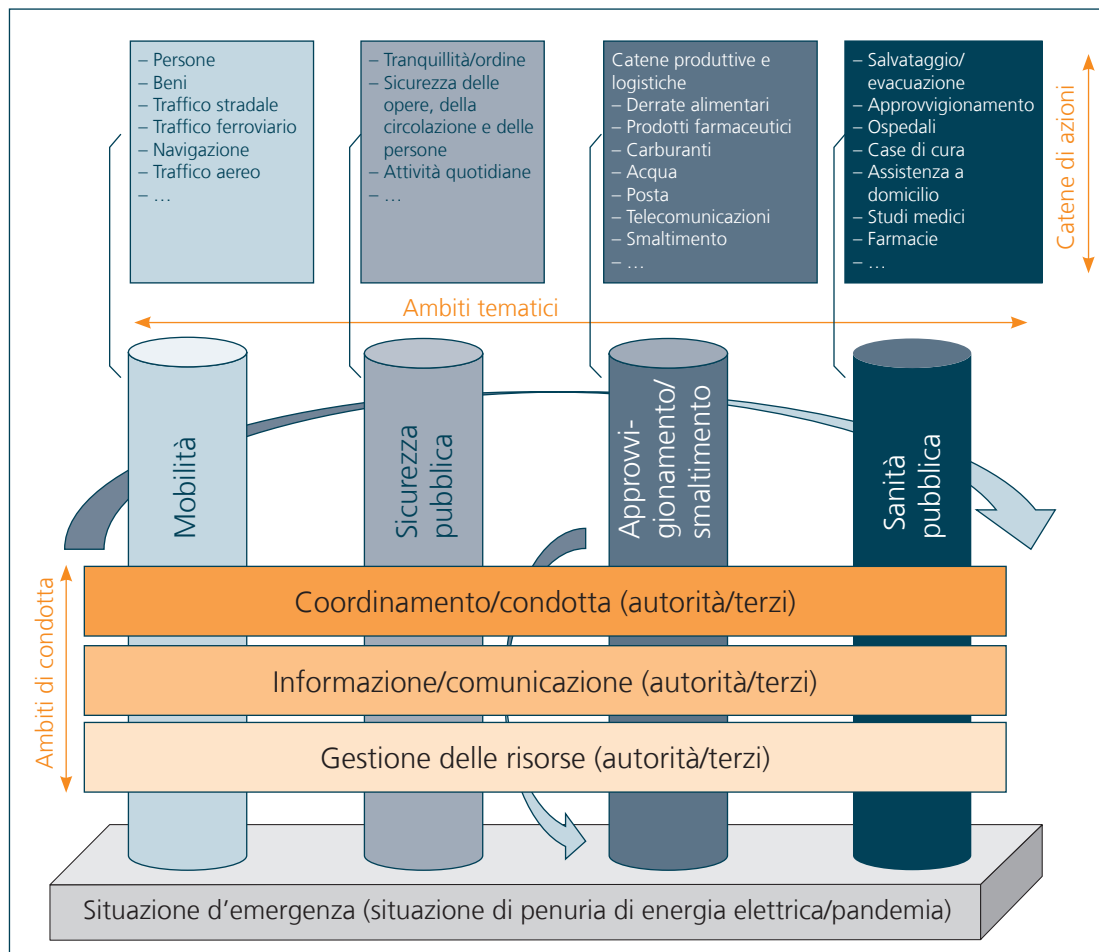 – Persone
– Beni
– Traffico stradale
– Traffico ferroviario
– Navigazione
– Traffico aereo
– …
– Tranquillità/ordine
– Sicurezza delle
opere, della
circolazione e delle
persone
– Attività quotidiane
– …
Catene produttive e
logistiche
– Derrate alimentari
– Prodotti farmaceutici
– Carburanti
– Acqua
– Posta
– Telecomunicazioni
– Smaltimento
– …
– Salvataggio/
evacuazione
– Approvvigionamento
– Ospedali
– Case di cura
– Assistenza a
domicilio
– Studi medici
– Farmacie
– …
Catene di azioni
Ambiti tematici
Mobilità
Sicurezza
pubblica
Approvvi-
gionamento/
smaltimento
Sanità
pubblica
Ambiti di condotta
Coordinamento/condotta (autorità/terzi)
Informazione/comunicazione (autorità/terzi)
Gestione delle risorse (autorità/terzi)
Situazione d’emergenza (situazione di penuria di energia elettrica/pandemia)